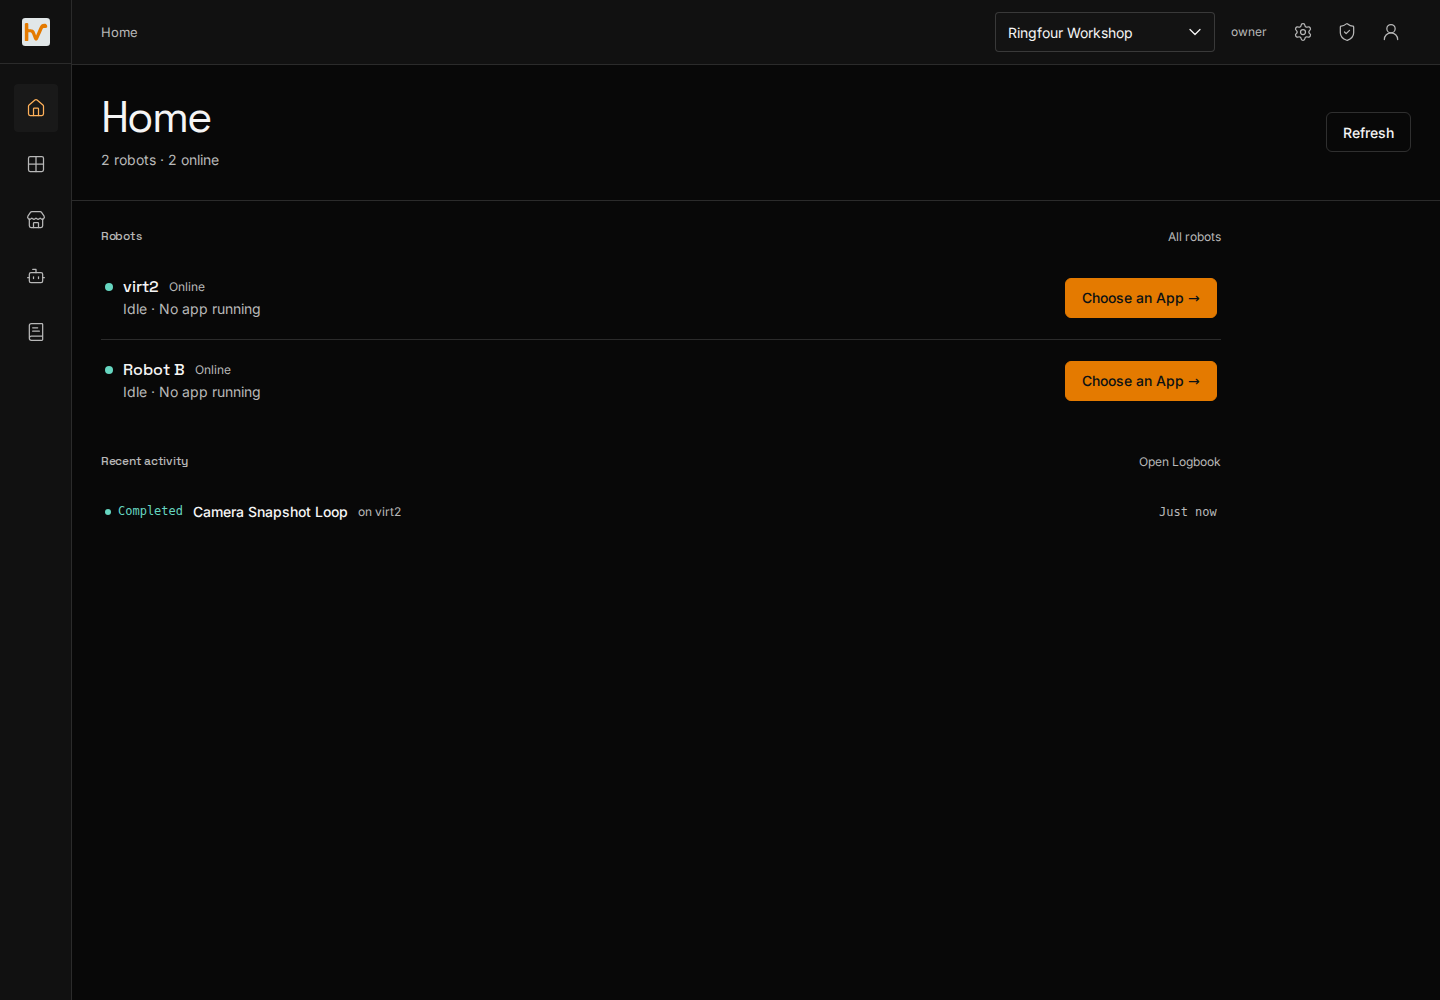 Home
Ringfour Workshop
owner
Home
2 robots · 2 online
Refresh
Robots
All robots
virt2 Online
Idle · No app running
Choose an App →
Robot B Online
Idle · No app running
Choose an App →
Recent activity
Open Logbook
Completed Camera Snapshot Loop on virt2
Just now